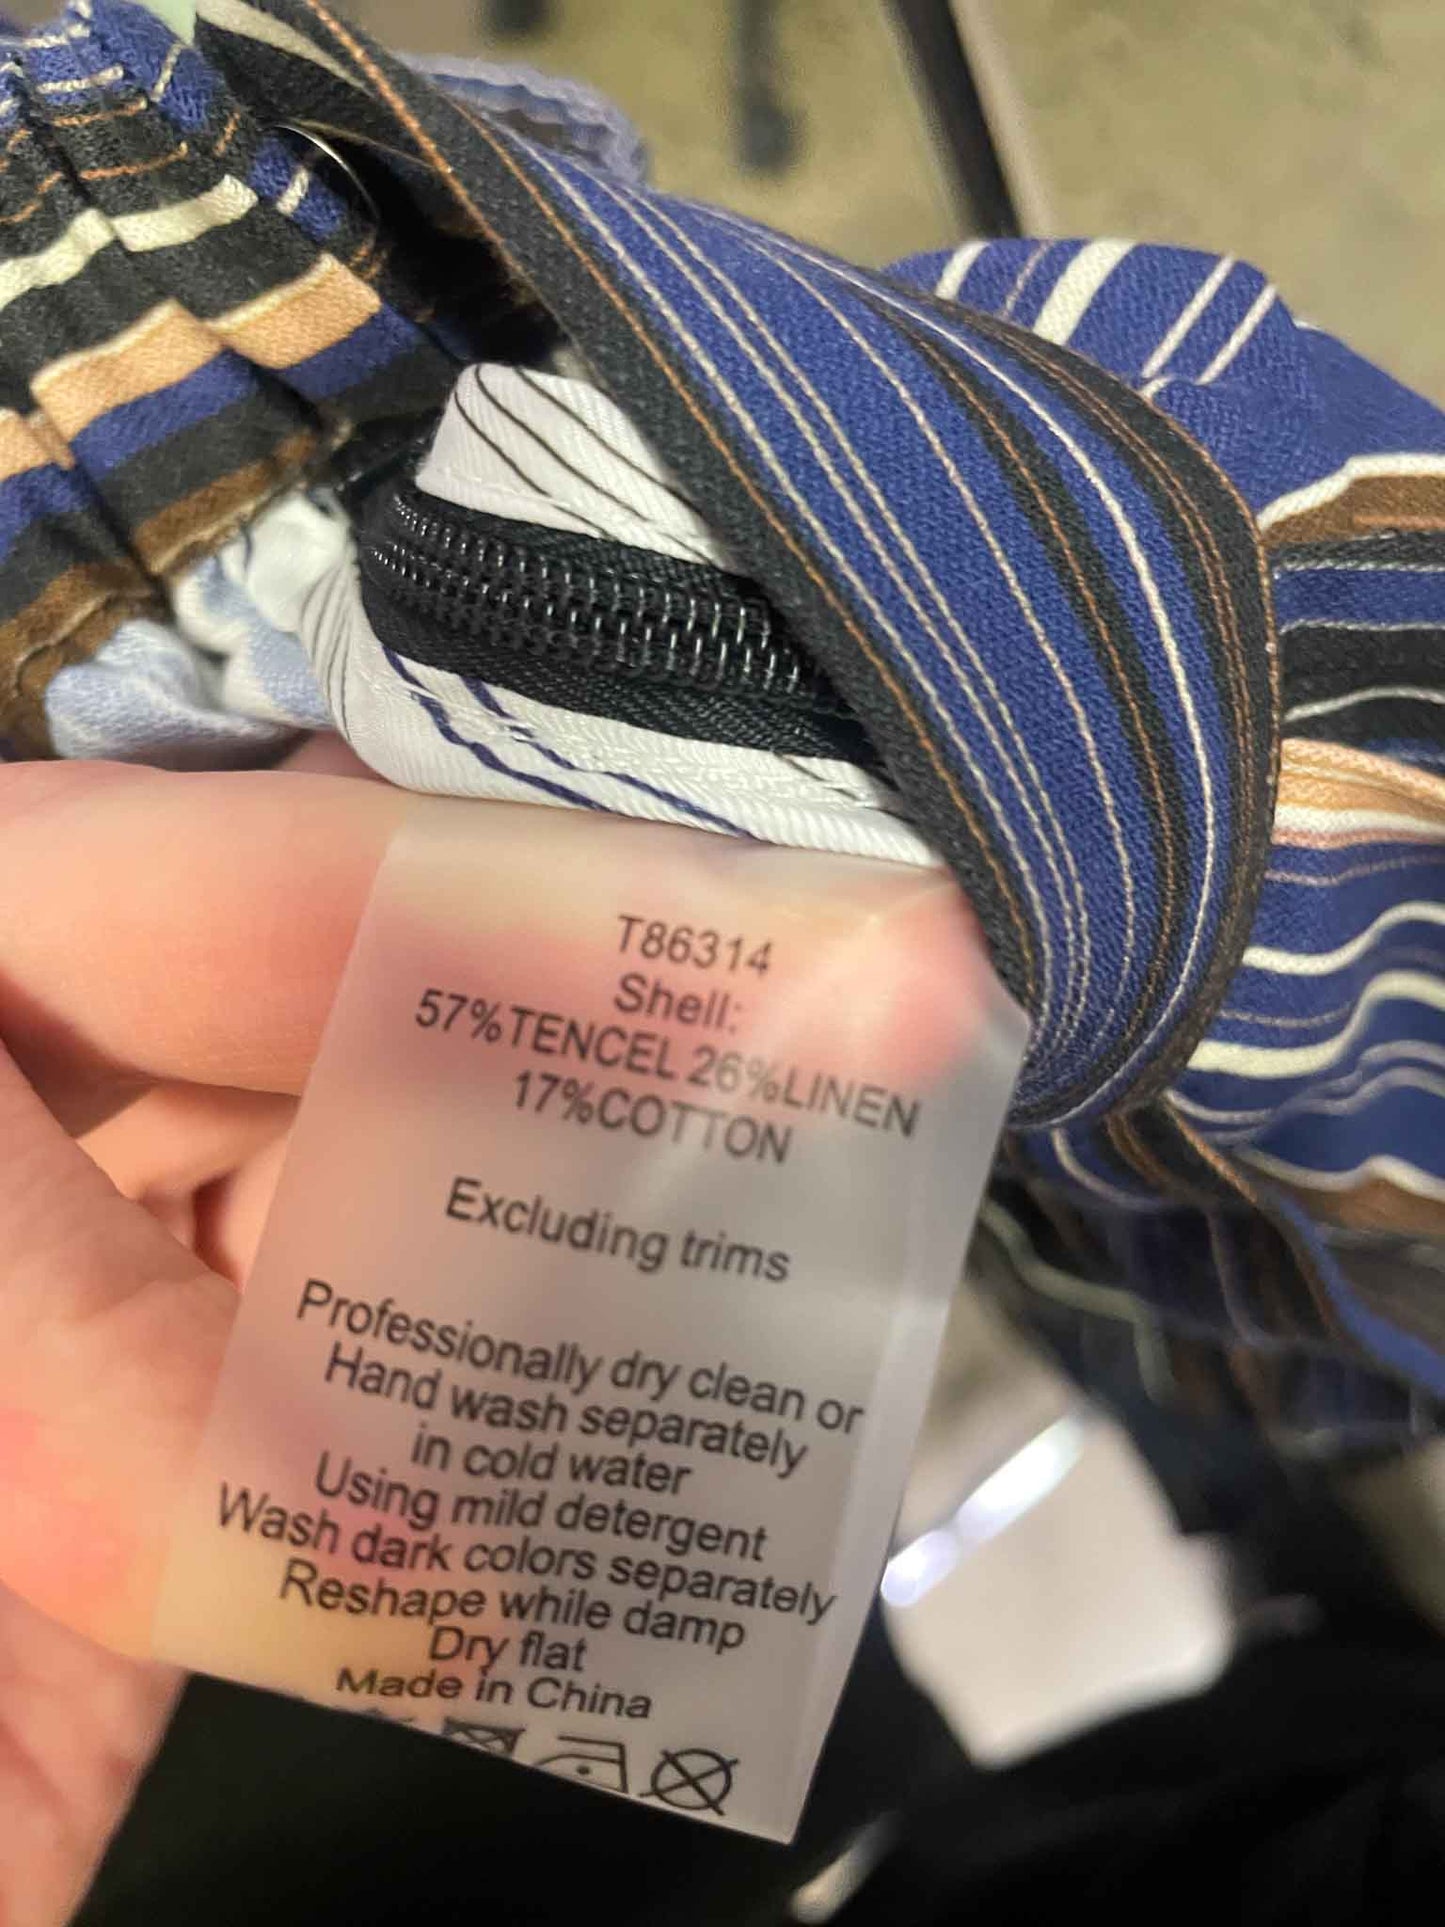 T86314
Shell:
57%TENCEL 26%LINEN
17%COTTON
Excluding trims
Professionally dry clean or
Hand wash separately
in cold water
Using mild detergent
Wash dark colors separately
Reshape while damp
Dry flat
Made in China